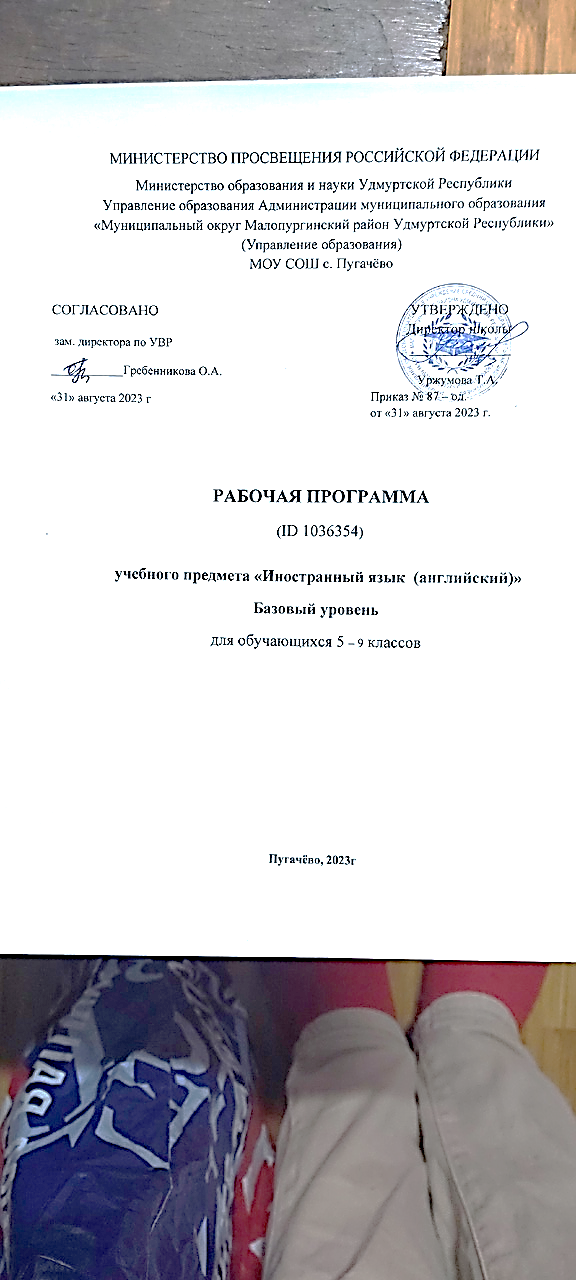 МИНИСТЕРСТВО ПРОСВЕЩЕНИЯ РОССИЙСКОЙ ФЕДЕРАЦИИ
Министерство образования и науки Удмуртской Республики
Управление образования Администрации муниципального образования
«Муниципальный округ Малопургинский район Удмуртской Республики»
(Управление образования)
МОУ СОШ с. Пугачёво
СОГЛАСОВАНО
зам. директора по УВР
Гребенникова О.А.
«31» августа 2023 г
УТВЕРЖДЕНО
Директор школы
Уржумова Т.А.
Приказ № 87 – од.
от «31» августа 2023 г.
РАБОЧАЯ ПРОГРАММА
(ID 1036354)
учебного предмета «Иностранный язык (английский)»
Базовый уровень
для обучающихся 5 – 9 классов
Пугачёво, 2023г